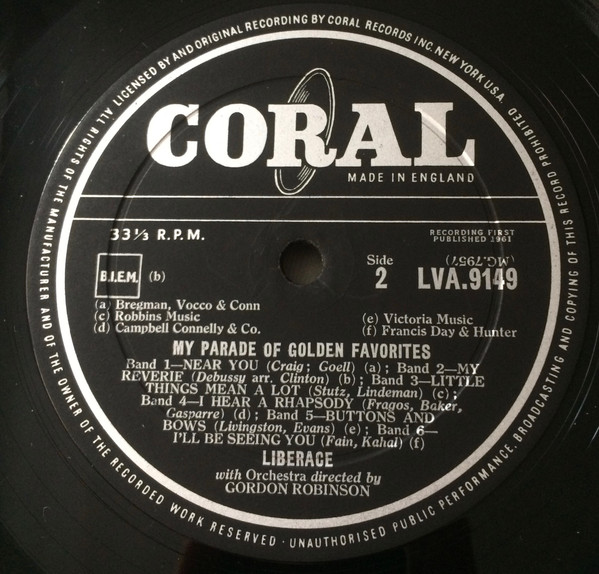 ALL RIGHTS OF THE MANUFACTURER AND OF THE OWNER OF THE RECORDED WORK RESERVED · UNAUTHORISED PUBLIC PERFORMANCE, BROADCASTING AND COPYING OF THIS RECORD PROHIBITED
LICENSED BY AND ORIGINAL RECORDING BY CORAL RECORDS INC. NEW YORK U.S.A.
CORAL
MADE IN ENGLAND
33⅓ R.P.M.
RECORDING FIRST
PUBLISHED 1961
B.I.E.M. (b)
Side
2
(MG.7957)
LVA.9149
(a) Bregman, Vocco & Conn
(c) Robbins Music
(d) Campbell Connelly & Co.
(e) Victoria Music
(f) Francis Day & Hunter
MY PARADE OF GOLDEN FAVORITES
Band 1—NEAR YOU (Craig; Goell) (a); Band 2—MY
REVERIE (Debussy arr. Clinton) (b); Band 3—LITTLE
THINGS MEAN A LOT (Stutz, Lindeman) (c);
Band 4—I HEAR A RHAPSODY (Fragos, Baker,
Gasparre) (d); Band 5—BUTTONS AND
BOWS (Livingston, Evans) (e); Band 6—
I'LL BE SEEING YOU (Fain, Kahal) (f)
LIBERACE
with Orchestra directed by
GORDON ROBINSON